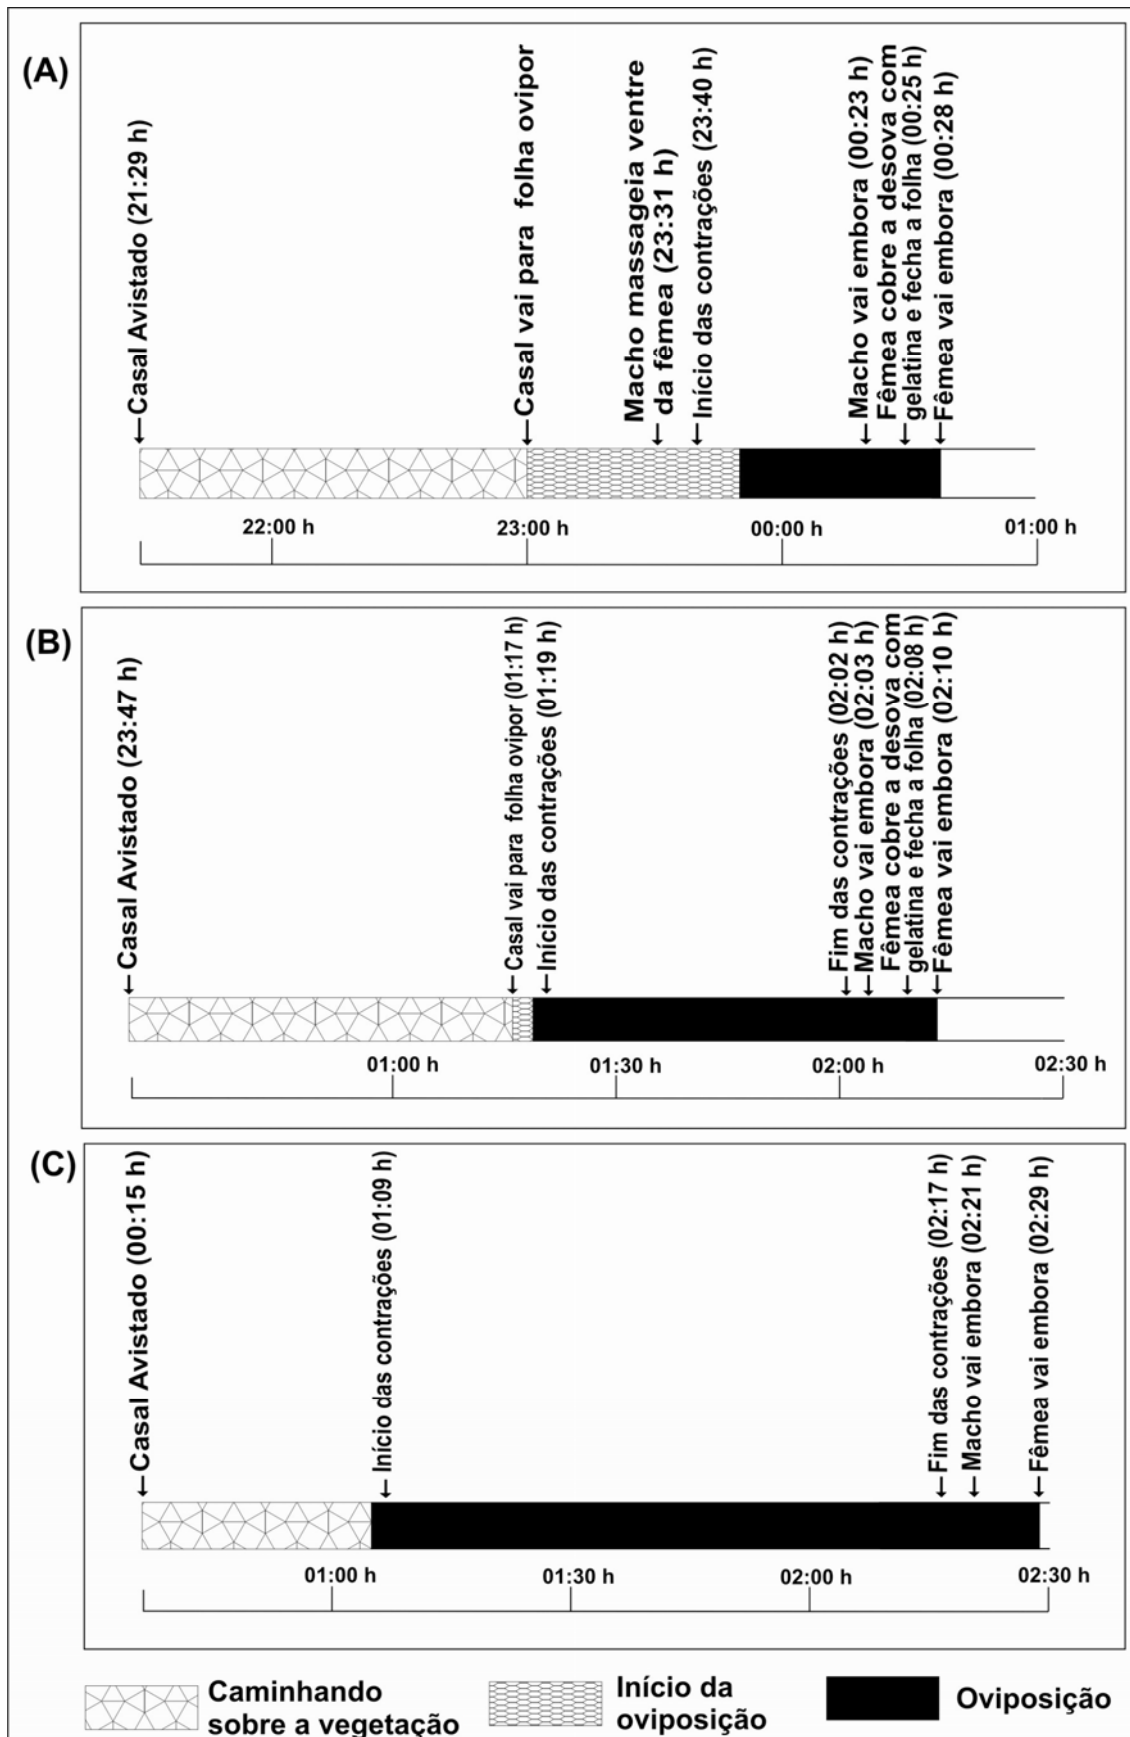 (A)
Casal Avistado (21:29 h)
Casal vai para folha ovipor
Macho massageia ventre
da fêmea (23:31 h)
Início das contrações (23:40 h)
Macho vai embora (00:23 h)
Fêmea cobre a desova com
gelatina e fecha a folha (00:25 h)
Fêmea vai embora (00:28 h)
22:00 h
23:00 h
00:00 h
01:00 h
(B)
Casal Avistado (23:47 h)
Casal vai para folha ovipor (01:17 h)
Início das contrações (01:19 h)
Fim das contrações (02:02 h)
Macho vai embora (02:03 h)
Fêmea cobre a desova com
gelatina e fecha a folha (02:08 h)
Fêmea vai embora (02:10 h)
01:00 h
01:30 h
02:00 h
02:30 h
(C)
Casal Avistado (00:15 h)
Início das contrações (01:09 h)
Fim das contrações (02:17 h)
Macho vai embora (02:21 h)
Fêmea vai embora (02:29 h)
01:00 h
01:30 h
02:00 h
02:30 h
Caminhando
sobre a vegetação
Início da
oviposição
Oviposição